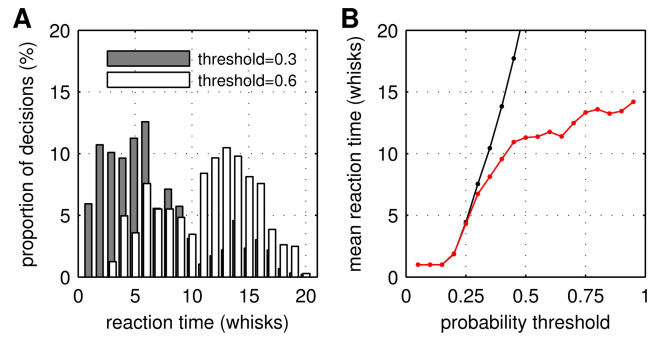 A
B
20
15
10
5
0
proportion of decisions (%)
threshold=0.3
threshold=0.6
0 5 10 15 20
reaction time (whisks)
20
15
10
5
0
mean reaction time (whisks)
0 0.25 0.5 0.75 1
probability threshold